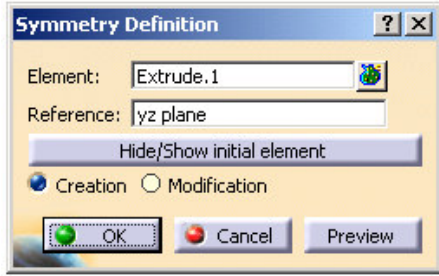 Symmetry Definition
Element: Extrude.1
Reference: yz plane
Hide/Show initial element
Creation Modification
OK Cancel Preview